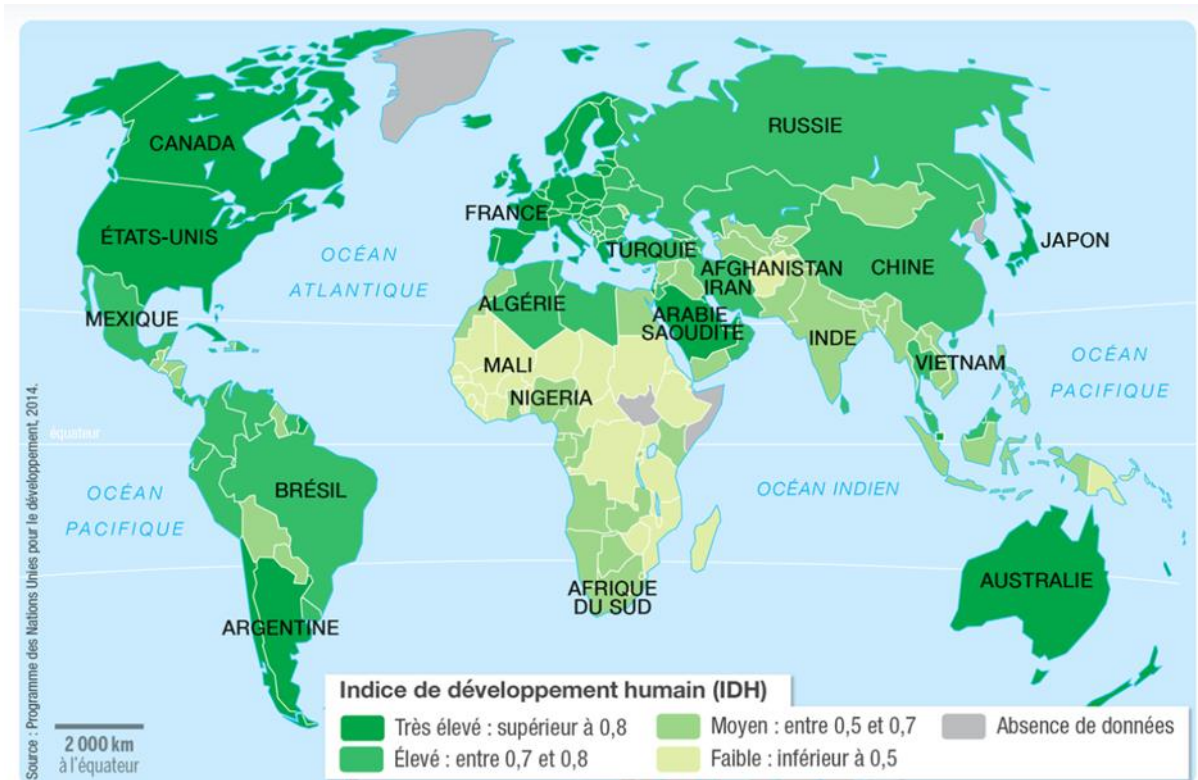 CANADA
RUSSIE
FRANCE
ÉTATS-UNIS
OCÉAN
ATLANTIQUE
TURQUIE
JAPON
AFGHANISTAN
CHINE
IRAN
ALGÉRIE
ARABIE
SAOUDITE
MEXIQUE
INDE
MALI
VIETNAM
OCÉAN
PACIFIQUE
NIGERIA
équateur
BRÉSIL
OCÉAN
PACIFIQUE
OCÉAN INDIEN
AUSTRALIE
AFRIQUE
DU SUD
ARGENTINE
Source : Programme des Nations Unies pour le développement, 2014.
2 000 km
à l'équateur
Indice de développement humain (IDH)
Très élevé : supérieur à 0,8
Élevé : entre 0,7 et 0,8
Moyen : entre 0,5 et 0,7
Faible : inférieur à 0,5
Absence de données